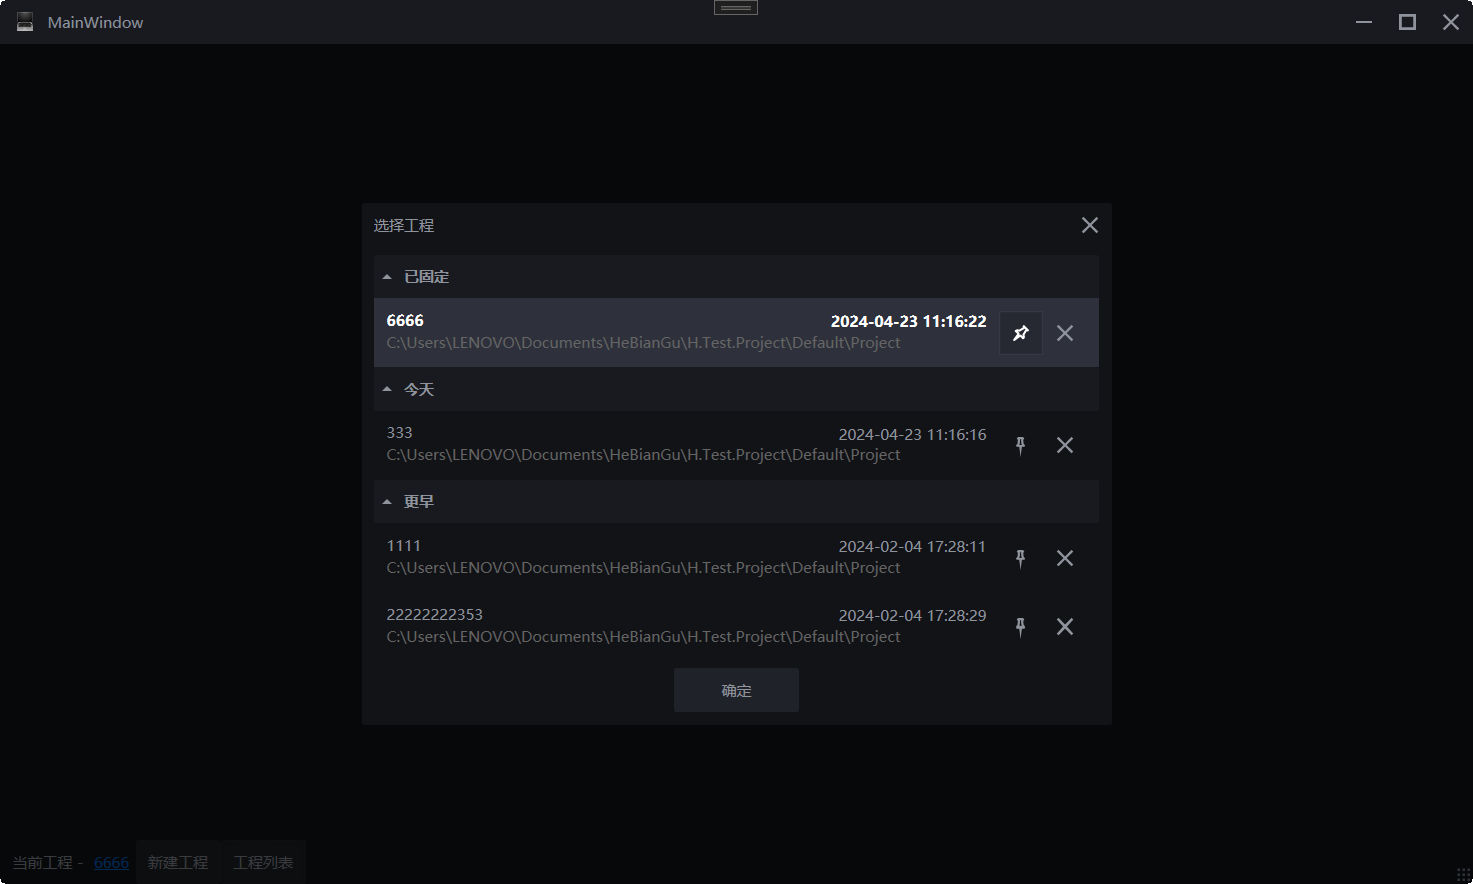 MainWindow
选择工程
已固定
6666 2024-04-23 11:16:22
C:\Users\LENOVO\Documents\HeBianGu\H.Test.Project\Default\Project
今天
333 2024-04-23 11:16:16
C:\Users\LENOVO\Documents\HeBianGu\H.Test.Project\Default\Project
更早
1111 2024-02-04 17:28:11
C:\Users\LENOVO\Documents\HeBianGu\H.Test.Project\Default\Project
22222222353 2024-02-04 17:28:29
C:\Users\LENOVO\Documents\HeBianGu\H.Test.Project\Default\Project
确定
当前工程 - 6666 新建工程 工程列表